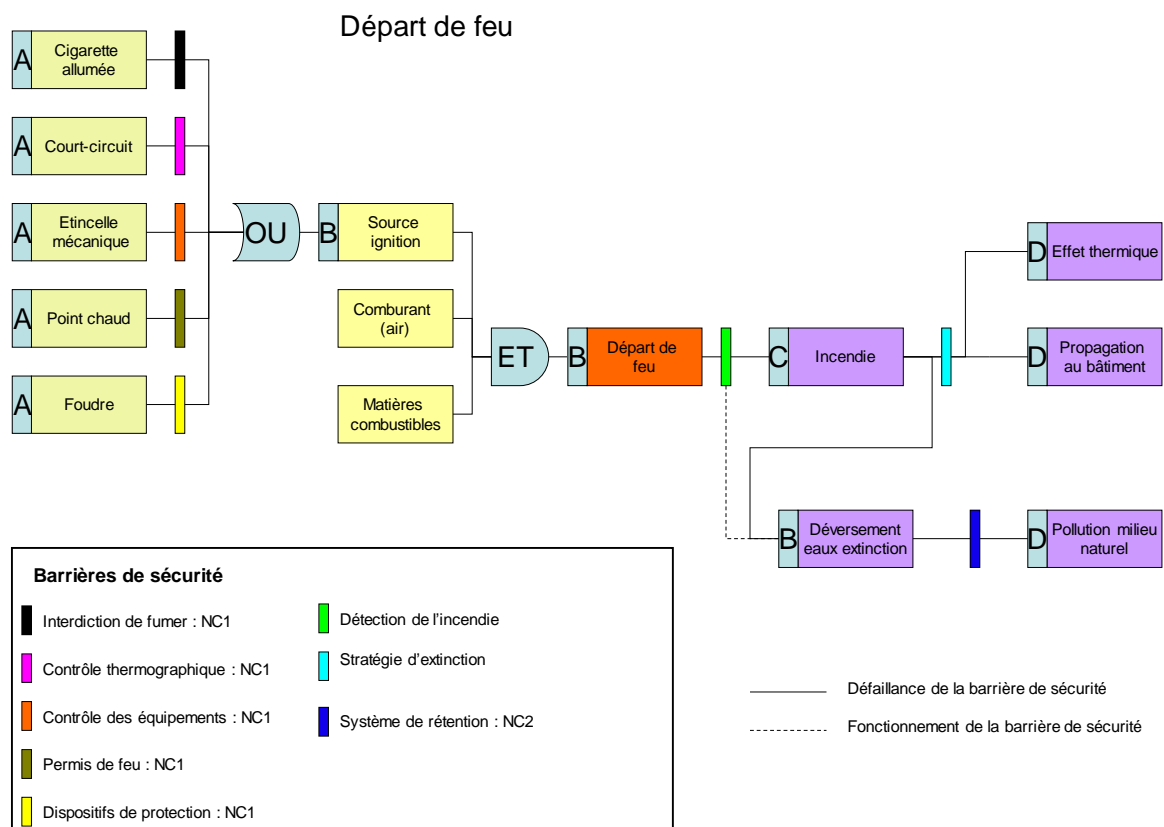 Départ de feu
A
Cigarette
allumée
A
Court-circuit
A
Etincelle
mécanique
A
Point chaud
A
Foudre
OU
B
Source
ignition
Comburant
(air)
Matières
combustibles
ET
B
Départ de
feu
C
Incendie
D
Effet thermique
D
Propagation
au bâtiment
B
Déversement
eaux extinction
D
Pollution milieu
naturel
Barrières de sécurité
Interdiction de fumer : NC1
Contrôle thermographique : NC1
Contrôle des équipements : NC1
Permis de feu : NC1
Dispositifs de protection : NC1
Détection de l'incendie
Stratégie d'extinction
Système de rétention : NC2
Défaillance de la barrière de sécurité
Fonctionnement de la barrière de sécurité